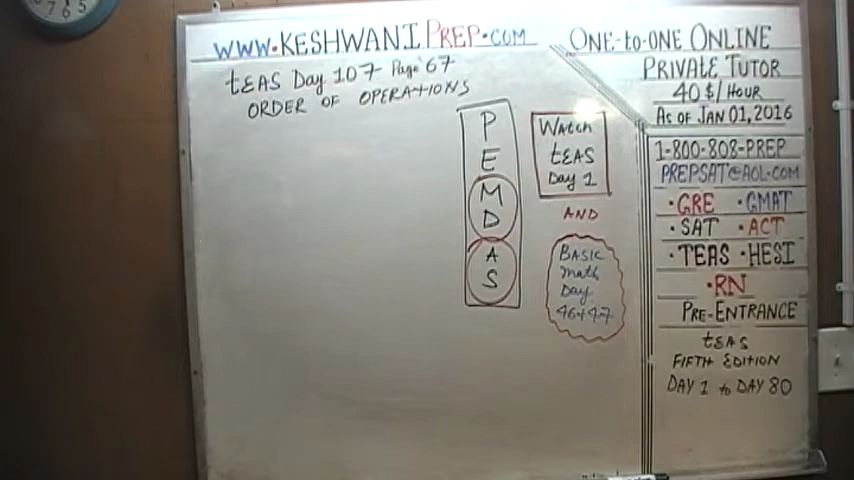 WWW.KESHWANIPREP.COM
tEAS Day 107 Page 67
ORDER OF OPERATIONS
P
E
M
D
A
S
Watch
tEAS
Day 1
AND
BASIC
math
Day
46+47
ONE-to-ONE ONLINE
PRIVATE TUTOR
40$/HOUR
AS OF JAN 01, 2016
1-800-808-PREP
PREPSAT@AOL.COM
•GRE •GMAT
•SAT •ACT
•TEAS •HESI
•RN
PRE-ENTRANCE
tEAS
FIFTH EDITION
DAY 1 to DAY 80
7 6 5